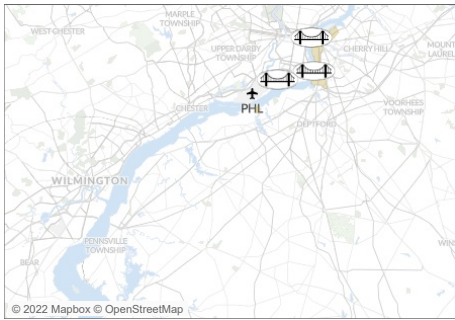 MARPLE
TOWNSHIP
WEST CHESTER
UPPER DARBY
TOWNSHIP
CHERRY HILL
MOUNT
LAUREL
CHESTER
PHL
VOORHEES
TOWNSHIP
DEPTFORD
WILMINGTON
PENNSVILLE
TOWNSHIP
BEAR
WINS
© 2022 Mapbox © OpenStreetMap